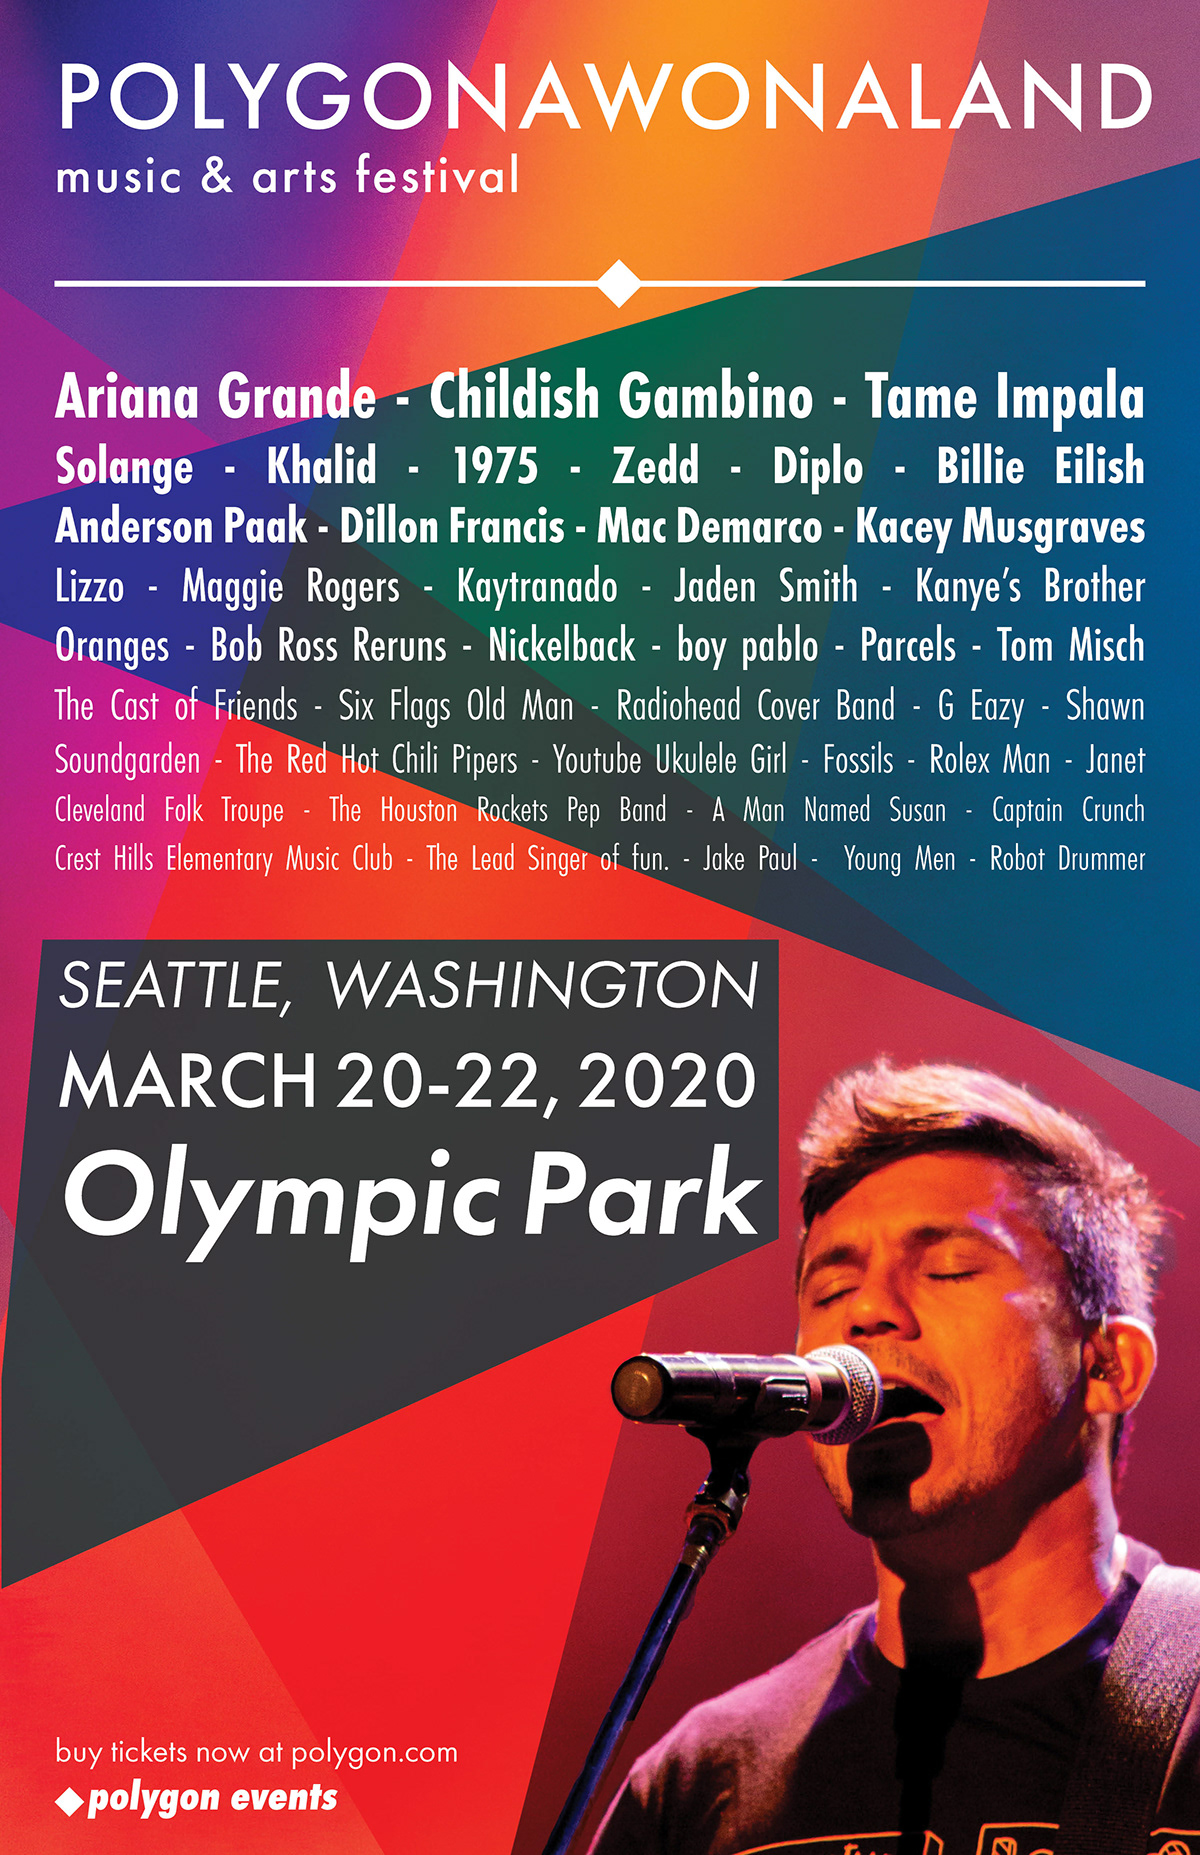 POLYGONAWONALAND
music & arts festival
Ariana Grande - Childish Gambino - Tame Impala
Solange - Khalid - 1975 - Zedd - Diplo - Billie Eilish
Anderson Paak - Dillon Francis - Mac Demarco - Kacey Musgraves
Lizzo - Maggie Rogers - Kaytranado - Jaden Smith - Kanye's Brother
Oranges - Bob Ross Reruns - Nickelback - boy pablo - Parcels - Tom Misch
The Cast of Friends - Six Flags Old Man - Radiohead Cover Band - G Eazy - Shawn
Soundgarden - The Red Hot Chili Pipers - Youtube Ukulele Girl - Fossils - Rolex Man - Janet
Cleveland Folk Troupe - The Houston Rockets Pep Band - A Man Named Susan - Captain Crunch
Crest Hills Elementary Music Club - The Lead Singer of fun. - Jake Paul - Young Men - Robot Drummer
SEATTLE, WASHINGTON
MARCH 20-22, 2020
Olympic Park
buy tickets now at polygon.com
polygon events